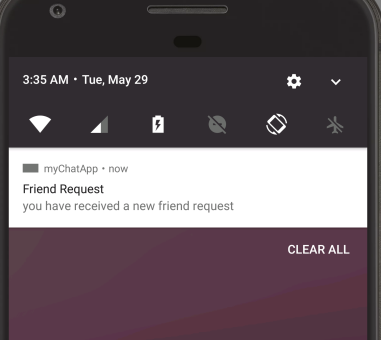 3:35 AM • Tue, May 29
myChatApp • now
Friend Request
you have received a new friend request
CLEAR ALL